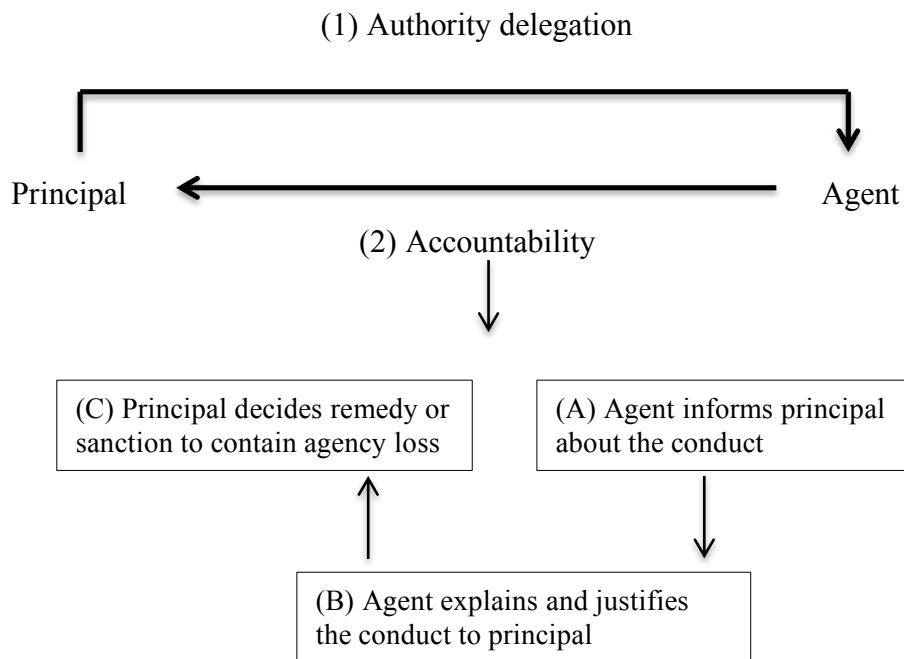 (1) Authority delegation
Principal
Agent
(2) Accountability
(C) Principal decides remedy or
sanction to contain agency loss
(A) Agent informs principal
about the conduct
(B) Agent explains and justifies
the conduct to principal